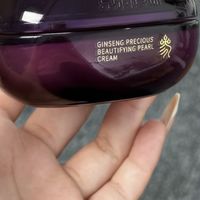 GINSENG PRECIOUS
BEAUTIFYING PEARL
CREAM